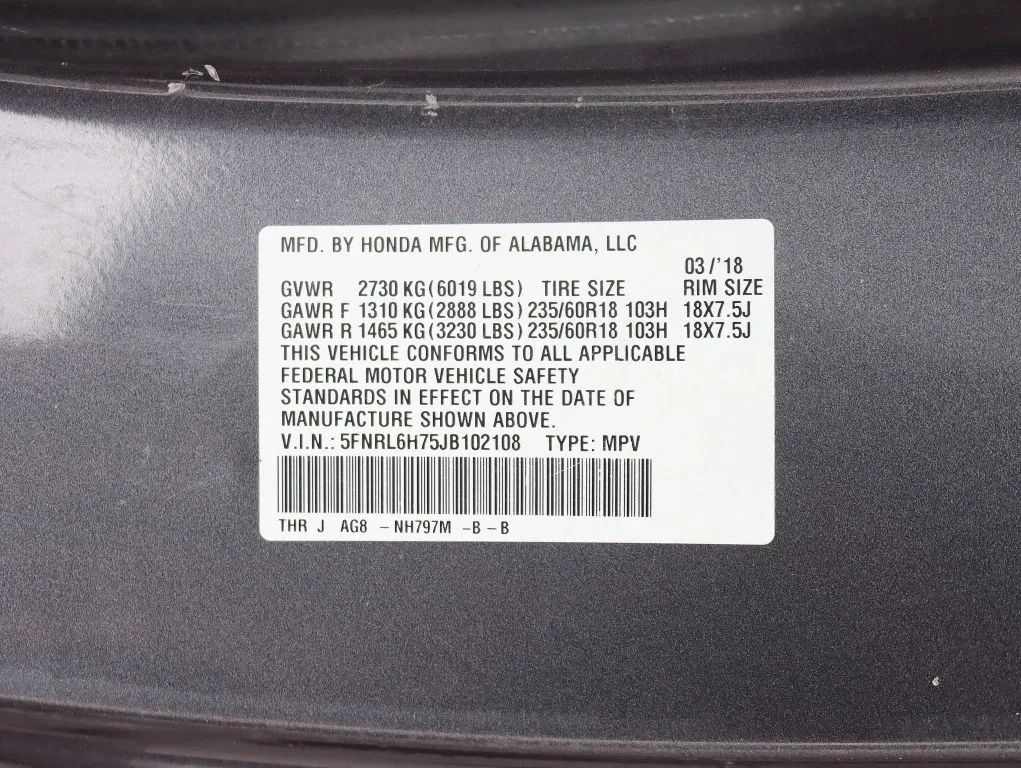 MFD. BY HONDA MFG. OF ALABAMA, LLC
03/'18
GVWR 2730 KG(6019 LBS) TIRE SIZE RIM SIZE
GAWR F 1310 KG(2888 LBS) 235/60R18 103H 18X7.5J
GAWR R 1465 KG(3230 LBS) 235/60R18 103H 18X7.5J
THIS VEHICLE CONFORMS TO ALL APPLICABLE
FEDERAL MOTOR VEHICLE SAFETY
STANDARDS IN EFFECT ON THE DATE OF
MANUFACTURE SHOWN ABOVE.
V.I.N.: 5FNRL6H75JB102108 TYPE: MPV
THR J AG8 - NH797M -B - B